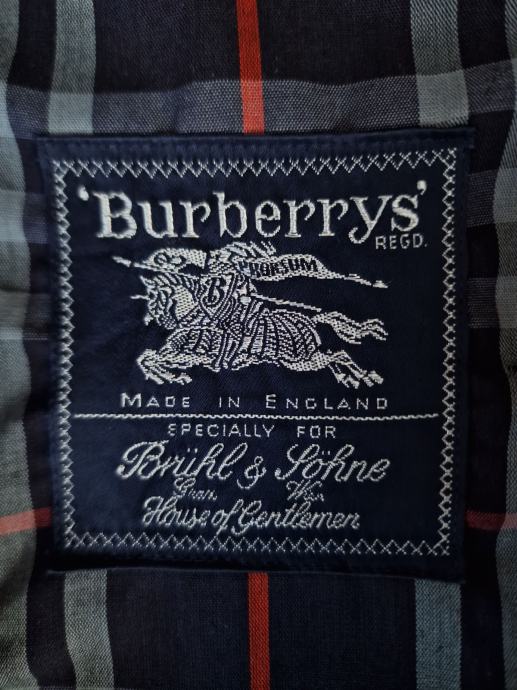 'Burberrys'
REGD.
PRORSUM
B
MADE IN ENGLAND
SPECIALLY FOR
Brühl & Söhne
Graz Wien
House of Gentlemen